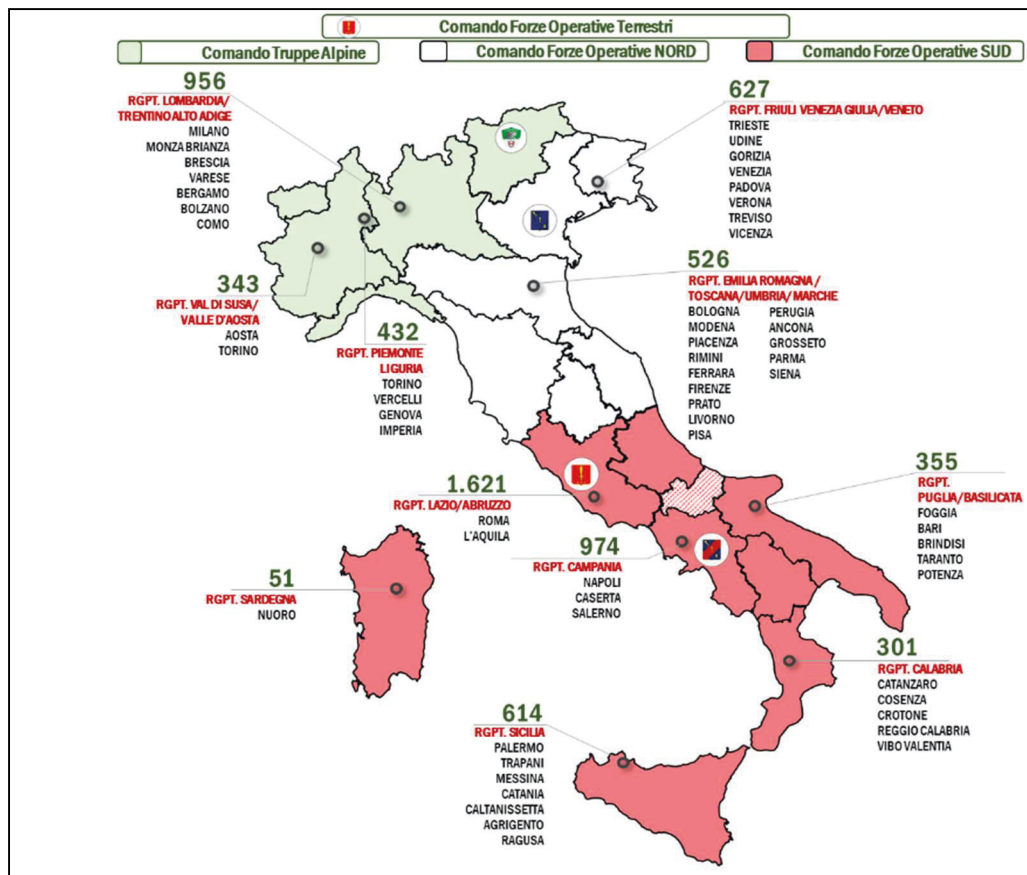 Comando Forze Operative Terrestri
Comando Truppe Alpine
Comando Forze Operative NORD
Comando Forze Operative SUD
956
RGPT. LOMBARDIA/
TRENTINO ALTO ADIGE
MILANO
MONZA BRIANZA
BRESCIA
VARESE
BERGAMO
BOLZANO
COMO
627
RGPT. FRIULI VENEZIA GIULIA/VENETO
TRIESTE
UDINE
GORIZIA
VENEZIA
PADOVA
VERONA
TREVISO
VICENZA
343
RGPT. VAL DI SUSA/
VALLE D'AOSTA
AOSTA
TORINO
432
RGPT. PIEMONTE
LIGURIA
TORINO
VERCELLI
GENOVA
IMPERIA
526
RGPT. EMILIA ROMAGNA /
TOSCANA/UMBRIA/MARCHE
BOLOGNA
MODENA
PIACENZA
RIMINI
FERRARA
FIRENZE
PRATO
LIVORNO
PISA
PERUGIA
ANCONA
GROSSETO
PARMA
SIENA
1.621
RGPT. LAZIO/ABRUZZO
ROMA
L'AQUILA
974
RGPT. CAMPANIA
NAPOLI
CASERTA
SALERNO
355
RGPT.
PUGLIA/BASILICATA
FOGGIA
BARI
BRINDISI
TARANTO
POTENZA
51
RGPT. SARDEGNA
NUORO
301
RGPT. CALABRIA
CATANZARO
COSENZA
CROTONE
REGGIO CALABRIA
VIBO VALENTIA
614
RGPT. SICILIA
PALERMO
TRAPANI
MESSINA
CATANIA
CALTANISSETTA
AGRIGENTO
RAGUSA